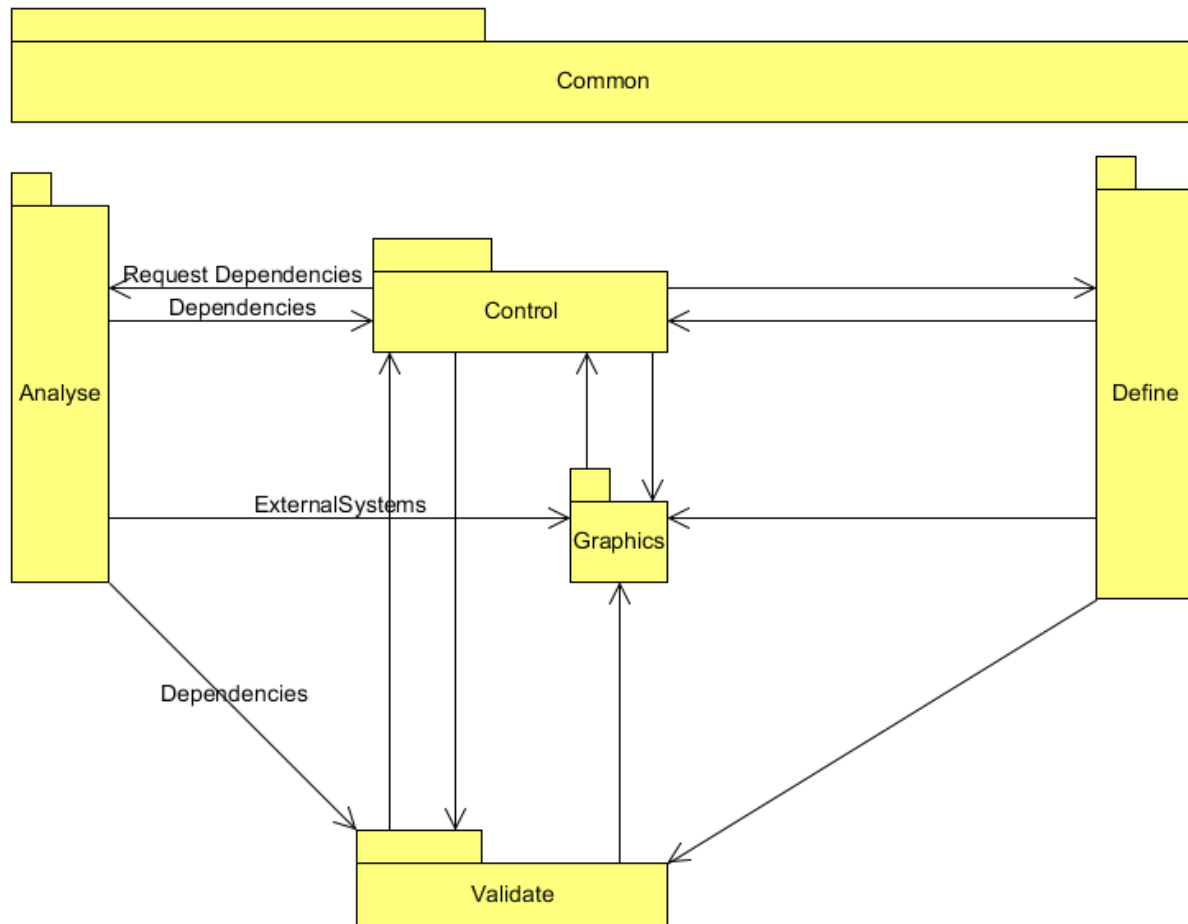 Common
Request Dependencies
Dependencies
Control
Analyse
Define
ExternalSystems
Graphics
Dependencies
Validate